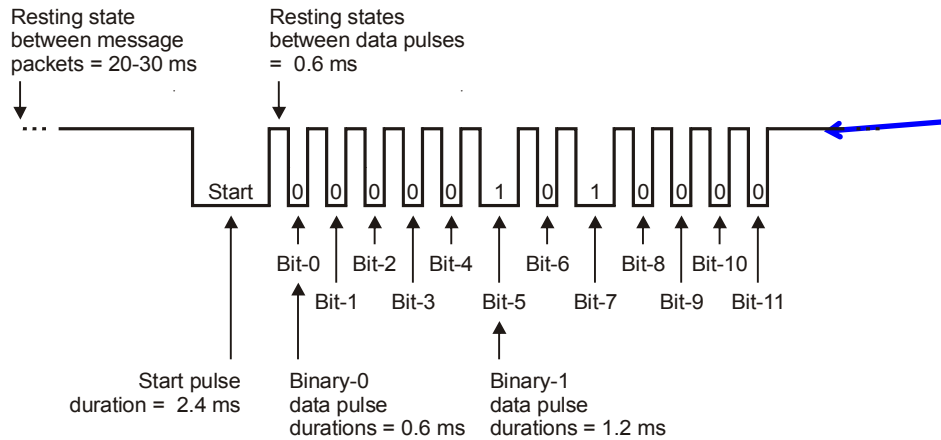 Resting state
between message
packets = 20-30 ms
Resting states
between data pulses
= 0.6 ms
Start 0 0 0 0 0 1 0 1 0 0 0 0
Bit-0 Bit-2 Bit-4 Bit-6 Bit-8 Bit-10
Bit-1 Bit-3 Bit-5 Bit-7 Bit-9 Bit-11
Start pulse
duration = 2.4 ms
Binary-0
data pulse
durations = 0.6 ms
Binary-1
data pulse
durations = 1.2 ms